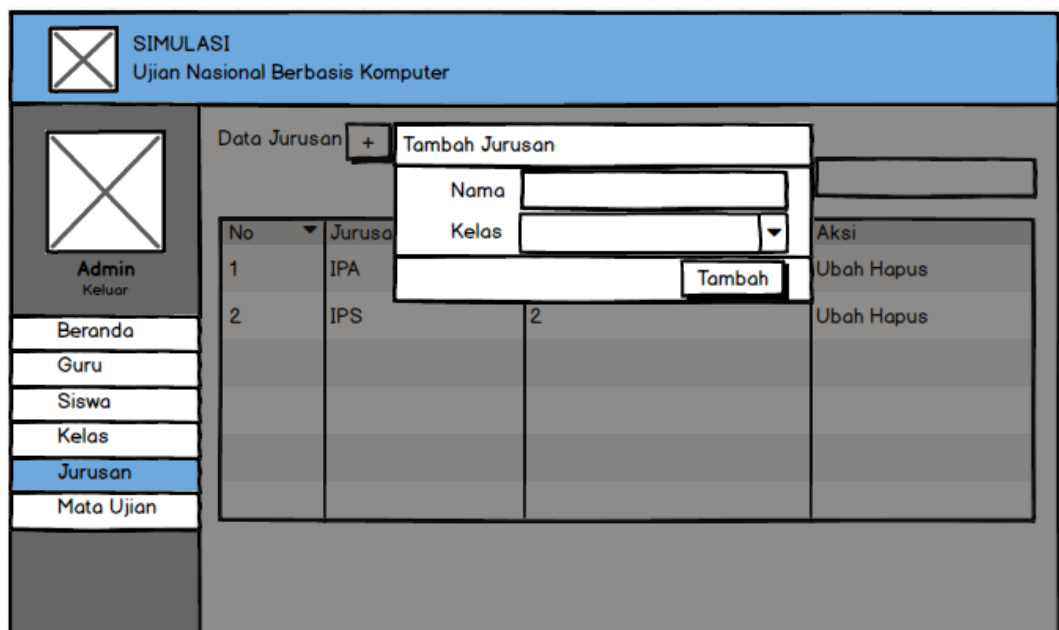 SIMULASI
Ujian Nasional Berbasis Komputer
Admin
Keluar
Beranda
Guru
Siswa
Kelas
Jurusan
Mata Ujian
Data Jurusan +
Tambah Jurusan
Nama
Kelas
Tambah
No Jurusa Aksi
1 IPA Ubah Hapus
2 IPS 2 Ubah Hapus